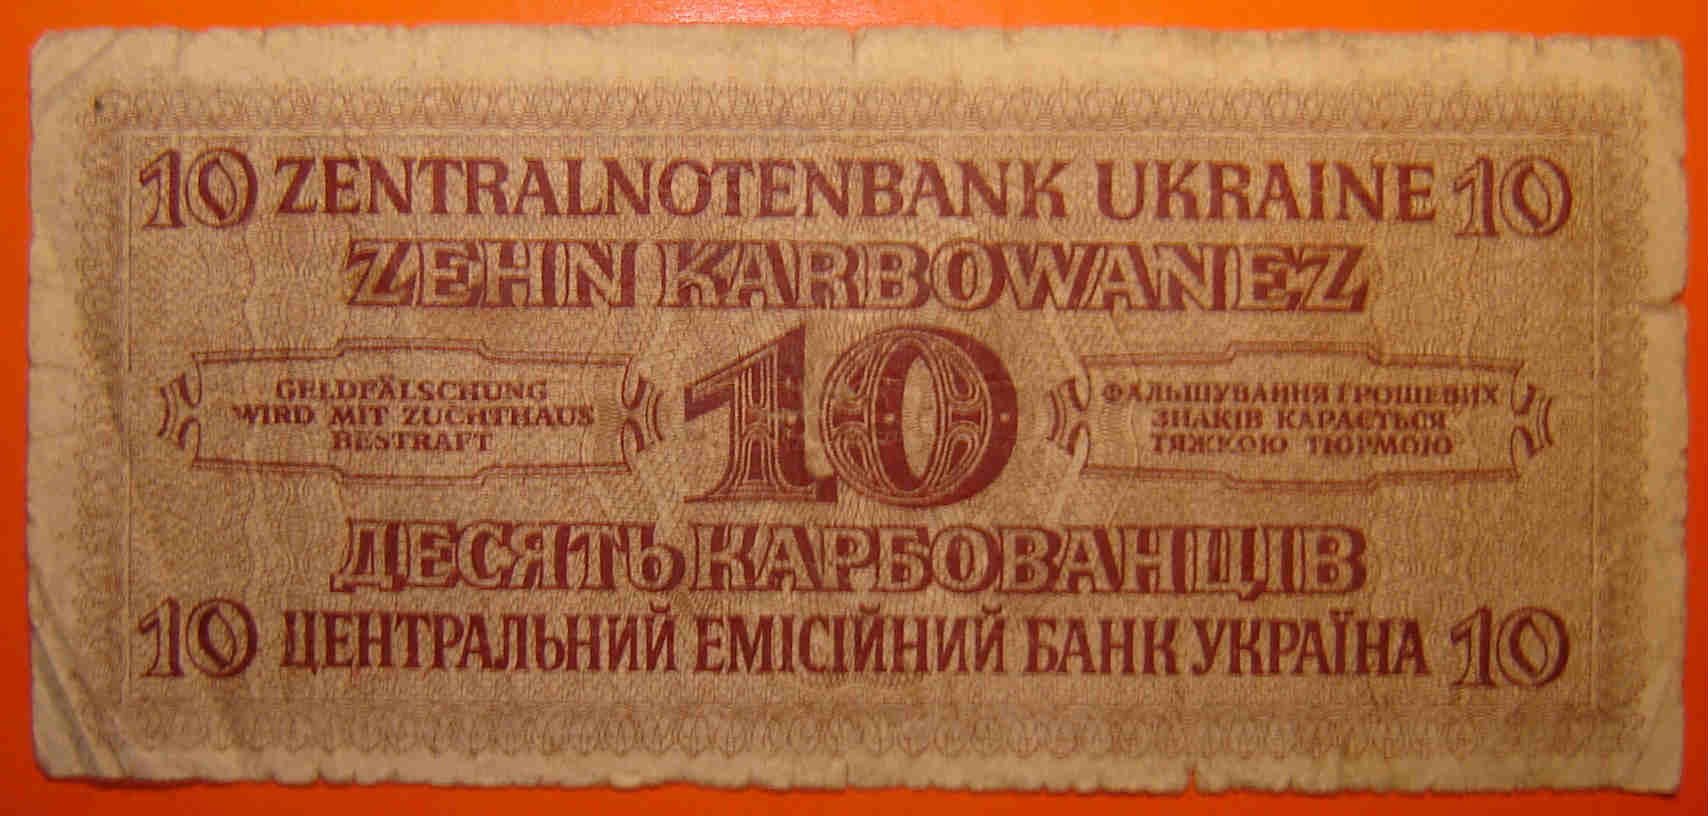 10 ZENTRALNOTENBANK UKRAINE 10
ZEHN KARBOWANEZ
GELDFÄLSCHUNG
WIRD MIT ZUCHTHAUS
BESTRAFT
10
ФАЛЬШУВАННЯ ГРОШЕВИХ
ЗНАКІВ КАРАЄТЬСЯ
ТЯЖКОЮ ТЮРМОЮ
ДЕСЯТЬ КАРБОВАНЦІВ
10 ЦЕНТРАЛЬНИЙ ЕМІСІЙНИЙ БАНК УКРАЇНА 10